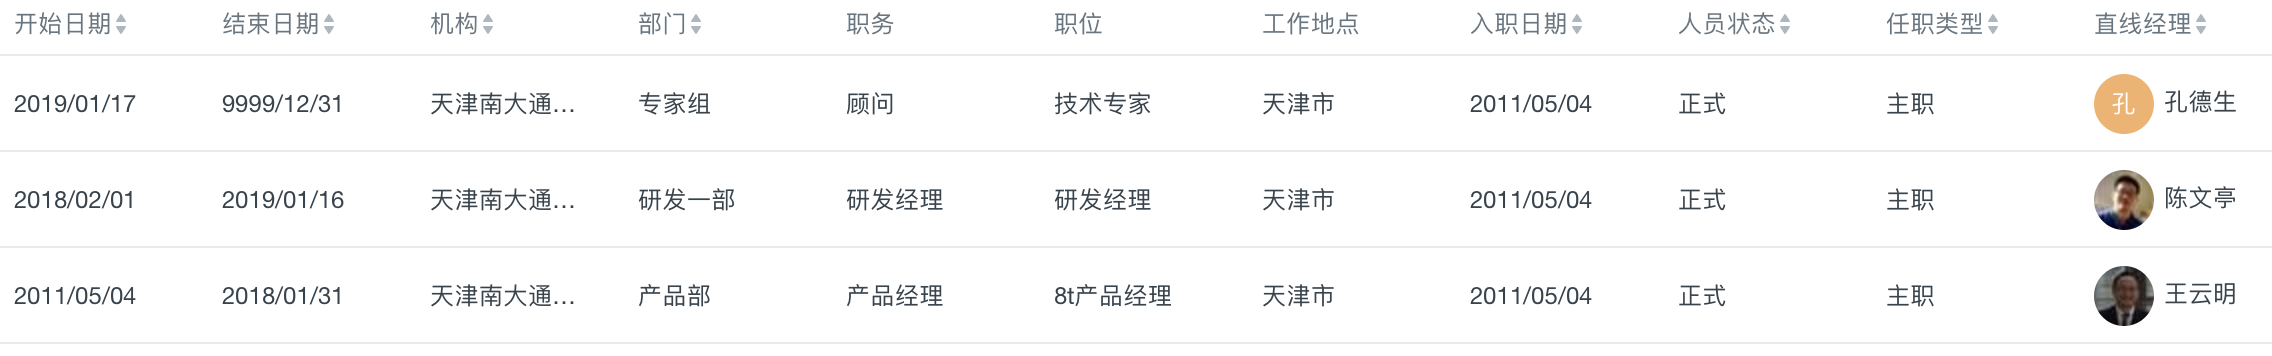 开始日期 结束日期 机构 部门 职务 职位 工作地点 入职日期 人员状态 任职类型 直线经理
2019/01/17 9999/12/31 天津南大通... 专家组 顾问 技术专家 天津市 2011/05/04 正式 主职 孔 孔德生
2018/02/01 2019/01/16 天津南大通... 研发一部 研发经理 研发经理 天津市 2011/05/04 正式 主职 陈文亭
2011/05/04 2018/01/31 天津南大通... 产品部 产品经理 8t产品经理 天津市 2011/05/04 正式 主职 王云明